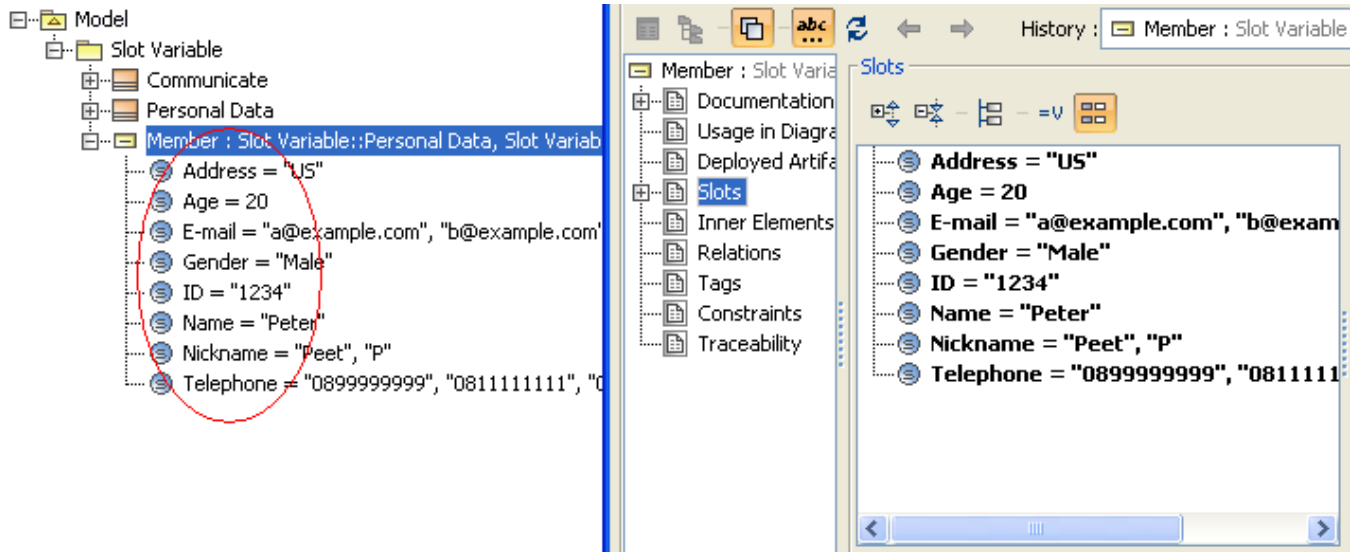 Model
Slot Variable
Communicate
Personal Data
Member : Slot Variable::Personal Data, Slot Variab
Address = "US"
Age = 20
E-mail = "a@example.com", "b@example.com"
Gender = "Male"
ID = "1234"
Name = "Peter"
Nickname = "Peet", "P"
Telephone = "0899999999", "0811111111", "0
abc
History : Member : Slot Variable
Member : Slot Varia
Documentation
Usage in Diagra
Deployed Artifa
Slots
Inner Elements
Relations
Tags
Constraints
Traceability
Slots
=V
Address = "US"
Age = 20
E-mail = "a@example.com", "b@exam
Gender = "Male"
ID = "1234"
Name = "Peter"
Nickname = "Peet", "P"
Telephone = "0899999999", "0811111